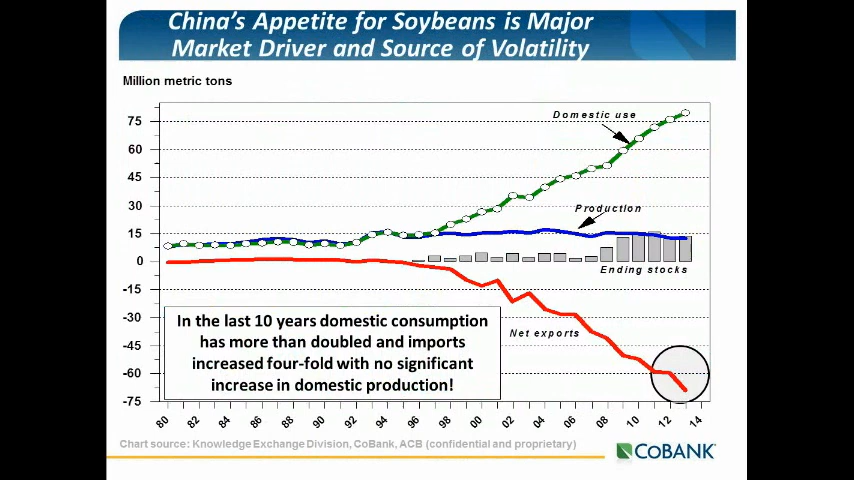 China's Appetite for Soybeans is Major
Market Driver and Source of Volatility
Million metric tons
75
60
45
30
15
0
-15
-30
-45
-60
-75
Domestic use
Production
Ending stocks
Net exports
In the last 10 years domestic consumption
has more than doubled and imports
increased four-fold with no significant
increase in domestic production!
80 82 84 86 88 90 92 94 96 98 00 02 04 06 08 10 12 14
Chart source: Knowledge Exchange Division, CoBank, ACB (confidential and proprietary)
COBANK